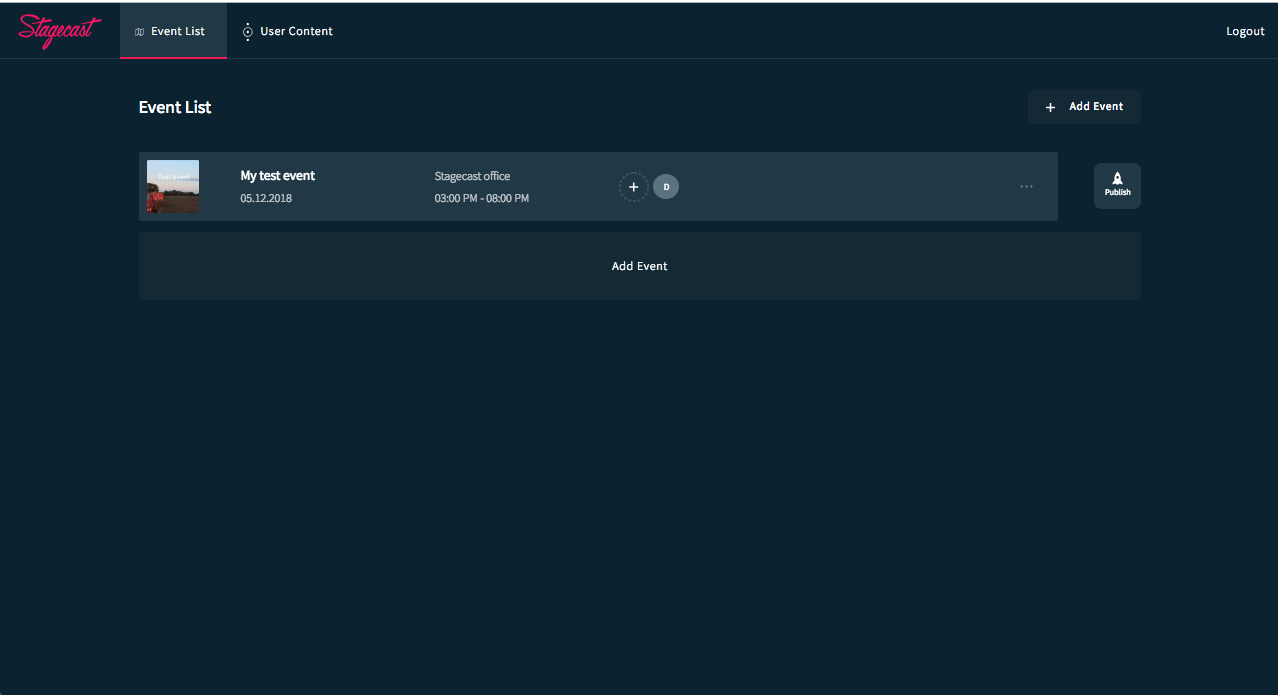 Stagecast
Event List
User Content
Logout
Event List
+ Add Event
Test event
My test event
05.12.2018
Stagecast office
03:00 PM - 08:00 PM
+
D
...
Publish
Add Event